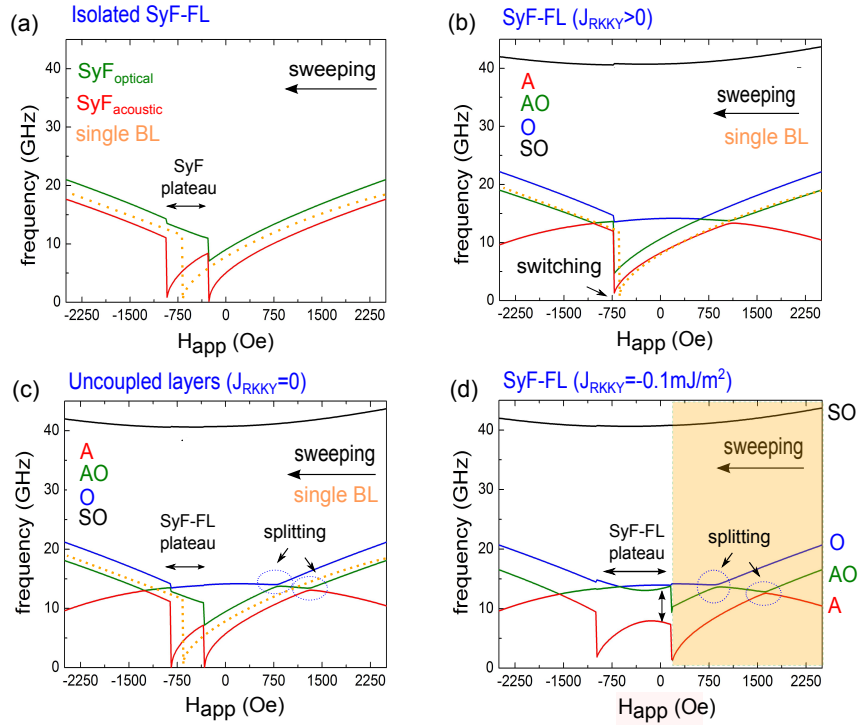 (a) Isolated SyF-FL
SyF_optical
SyF_acoustic
single BL
sweeping
SyF
plateau
frequency (GHz)
40
30
20
10
0
-2250 -1500 -750 0 750 1500 2250
H_app (Oe)
(b) SyF-FL (J_RKKY>0)
A
AO
O
SO
sweeping
single BL
switching
frequency (GHz)
40
30
20
10
0
-2250 -1500 -750 0 750 1500 2250
H_app (Oe)
(c) Uncoupled layers (J_RKKY=0)
A
AO
O
SO
sweeping
single BL
SyF-FL
plateau
splitting
frequency (GHz)
40
30
20
10
0
-2250 -1500 -750 0 750 1500 2250
H_app (Oe)
(d) SyF-FL (J_RKKY=-0.1mJ/m²)
SO
sweeping
SyF-FL
plateau
splitting
O
AO
A
frequency (GHz)
40
30
20
10
0
-2250 -1500 -750 0 750 1500 2250
H_app (Oe)